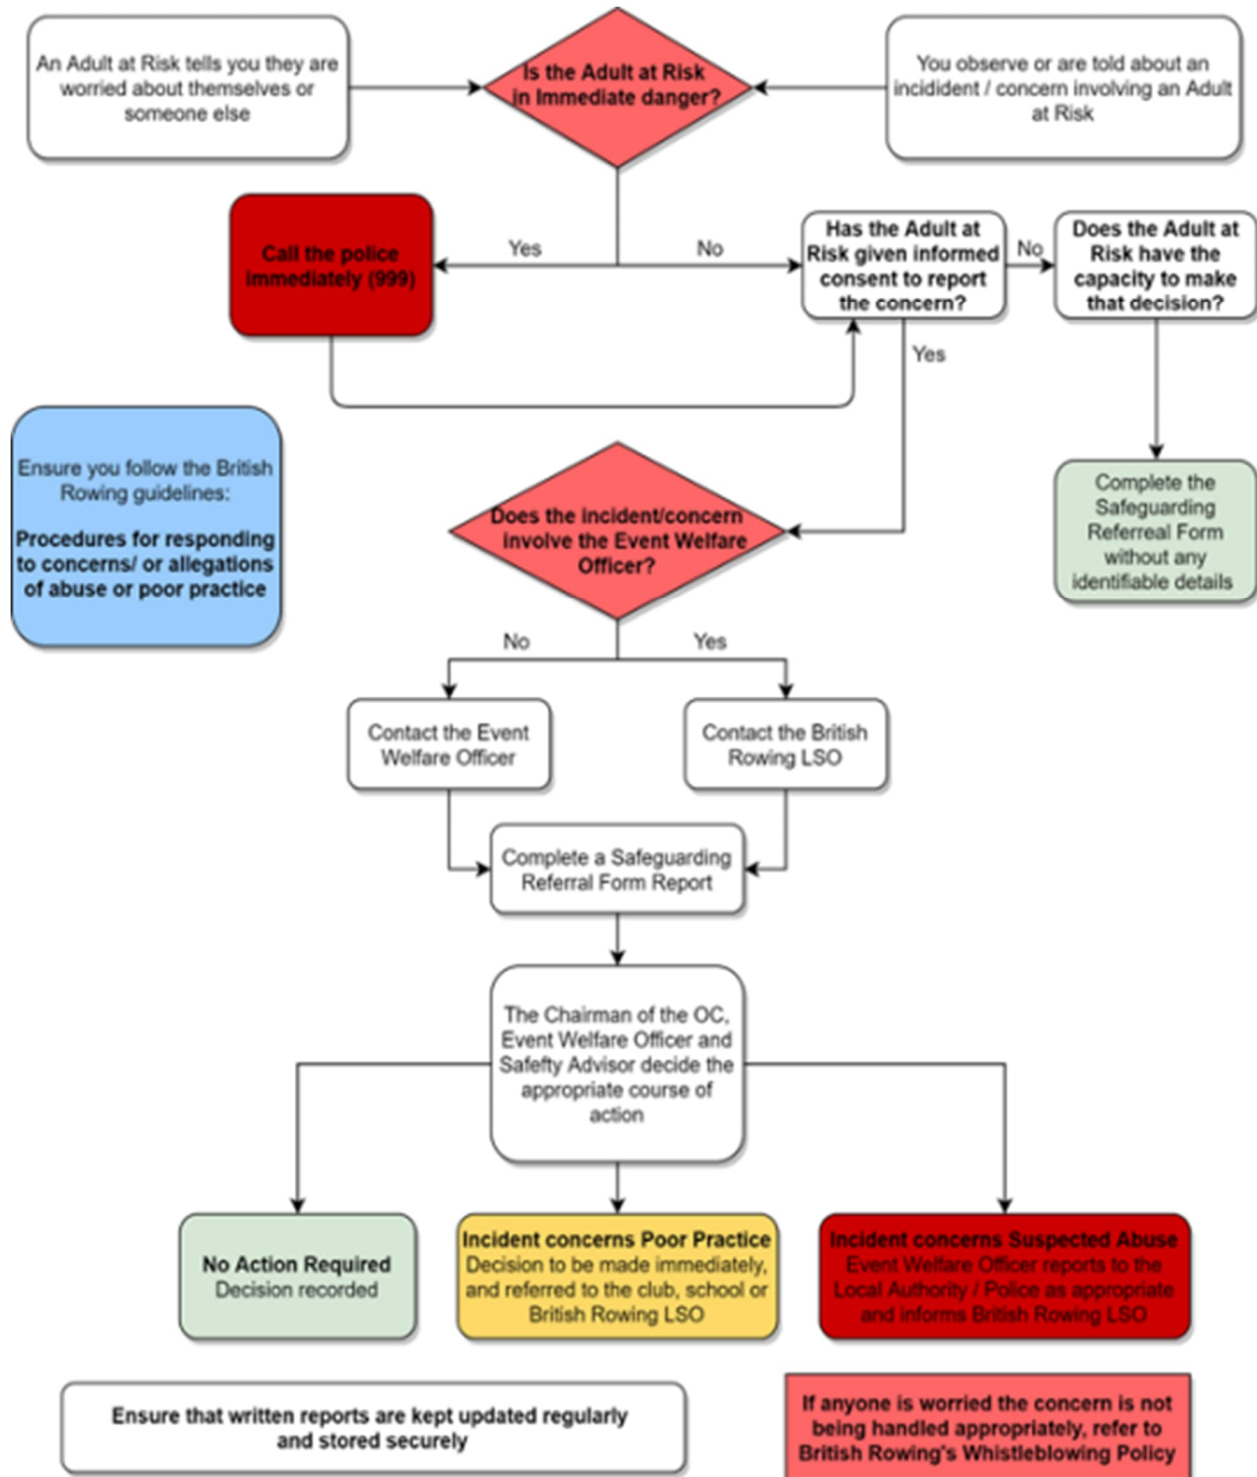 An Adult at Risk tells you they are
worried about themselves or
someone else
Is the Adult at Risk
in Immediate danger?
You observe or are told about an
incidident / concern involving an Adult
at Risk
Call the police
immediately (999)
Yes
No
Has the Adult at
Risk given informed
consent to report
the concern?
No
Does the Adult at
Risk have the
capacity to make
that decision?
Yes
Ensure you follow the British
Rowing guidelines:
Procedures for responding
to concerns/ or allegations
of abuse or poor practice
Does the incident/concern
involve the Event Welfare
Officer?
Complete the
Safeguarding
Referreal Form
without any
identifiable details
No
Yes
Contact the Event
Welfare Officer
Contact the British
Rowing LSO
Complete a Safeguarding
Referral Form Report
The Chairman of the OC,
Event Welfare Officer and
Safefty Advisor decide the
appropriate course of
action
No Action Required
Decision recorded
Incident concerns Poor Practice
Decision to be made immediately,
and referred to the club, school or
British Rowing LSO
Incident concerns Suspected Abuse
Event Welfare Officer reports to the
Local Authority / Police as appropriate
and informs British Rowing LSO
Ensure that written reports are kept updated regularly
and stored securely
If anyone is worried the concern is not
being handled appropriately, refer to
British Rowing's Whistleblowing Policy